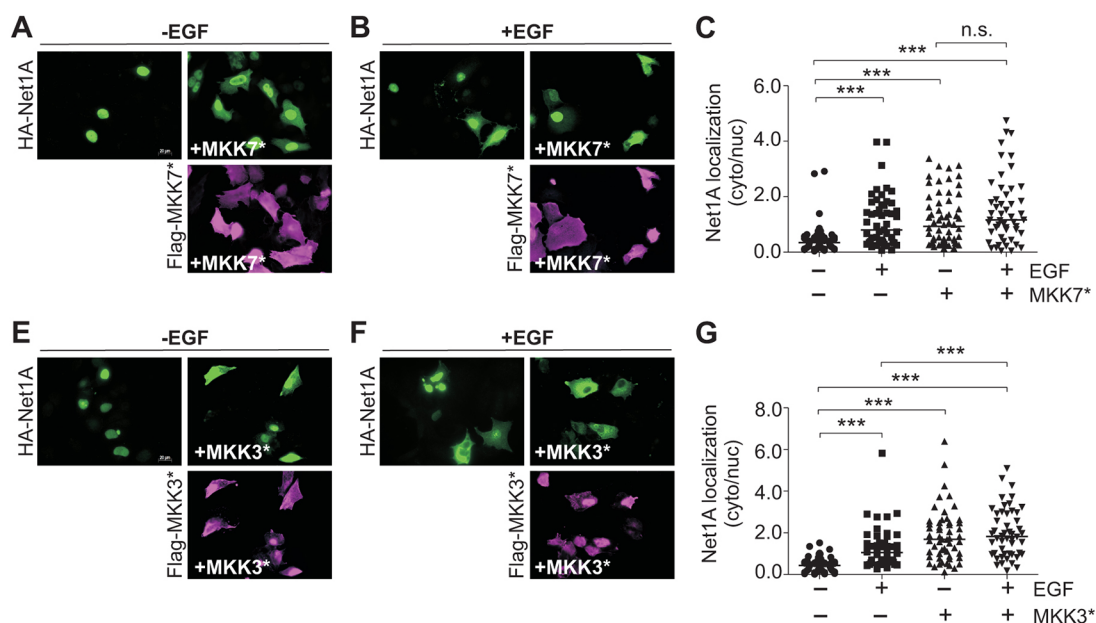 A
-EGF
HA-Net1A
+MKK7*
Flag-MKK7*
+MKK7*
B
+EGF
HA-Net1A
+MKK7*
Flag-MKK7*
+MKK7*
C
n.s.
***
***
***
Net1A localization
(cyto/nuc)
6.0
4.0
2.0
0.0
– + – + EGF
– – + + MKK7*
E
-EGF
HA-Net1A
+MKK3*
Flag-MKK3*
+MKK3*
F
+EGF
HA-Net1A
+MKK3*
Flag-MKK3*
+MKK3*
G
***
***
***
***
Net1A localization
(cyto/nuc)
8.0
6.0
4.0
2.0
0.0
– + – + EGF
– – + + MKK3*